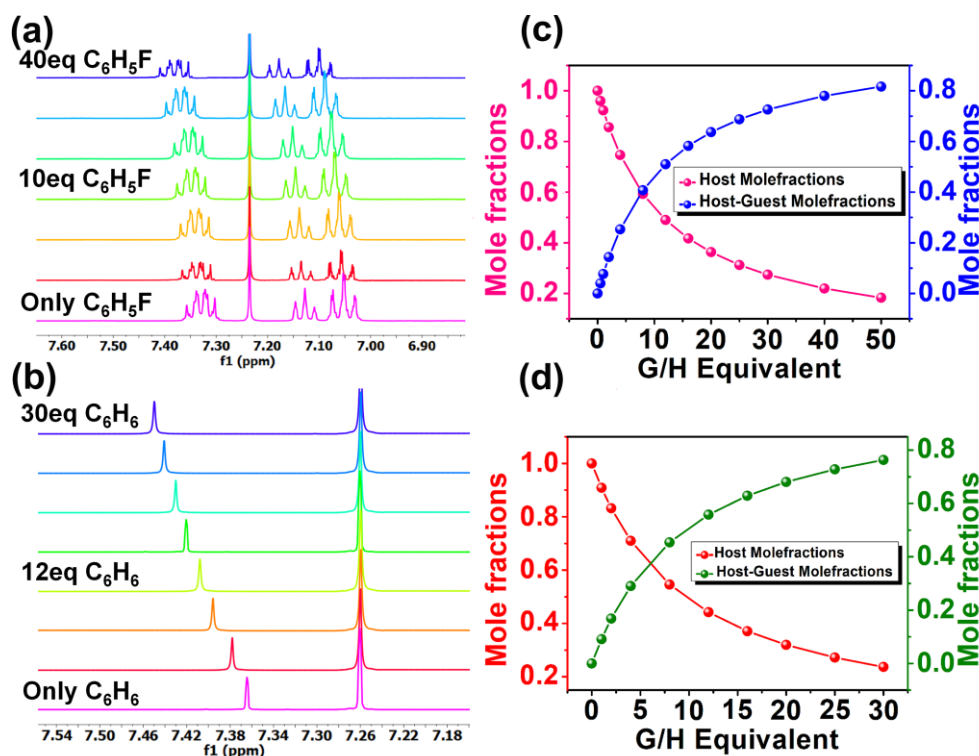 (a)
40eq C₆H₅F
10eq C₆H₅F
Only C₆H₅F
7.60 7.50 7.40 7.30 7.20 7.10 7.00 6.90
f1 (ppm)
(b)
30eq C₆H₆
12eq C₆H₆
Only C₆H₆
7.54 7.50 7.46 7.42 7.38 7.34 7.30 7.26 7.22 7.18
f1 (ppm)
(c)
Mole fractions
1.0
0.8
0.6
0.4
0.2
Host Molefractions
Host-Guest Molefractions
0.8
0.6
0.4
0.2
0.0
Mole fractions
0 10 20 30 40 50
G/H Equivalent
(d)
Mole fractions
1.0
0.8
0.6
0.4
0.2
Host Molefractions
Host-Guest Molefractions
0.8
0.6
0.4
0.2
0.0
Mole fractions
0 5 10 15 20 25 30
G/H Equivalent